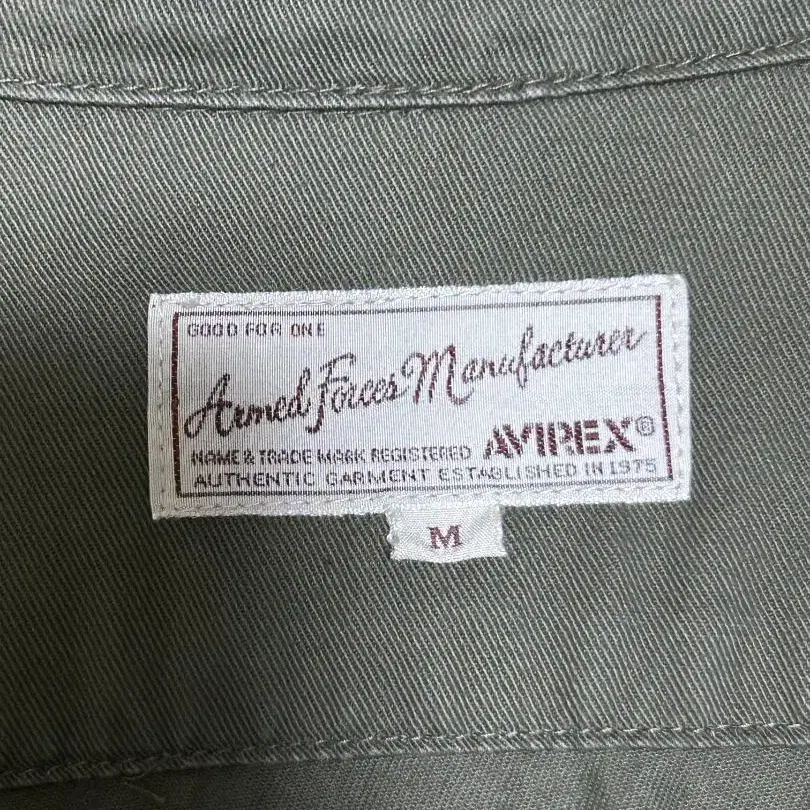 GOOD FOR ONE
Armed Forces Manufacturer
NAME & TRADE MARK REGISTERED AVIREX®
AUTHENTIC GARMENT ESTABLISHED IN 1975
M